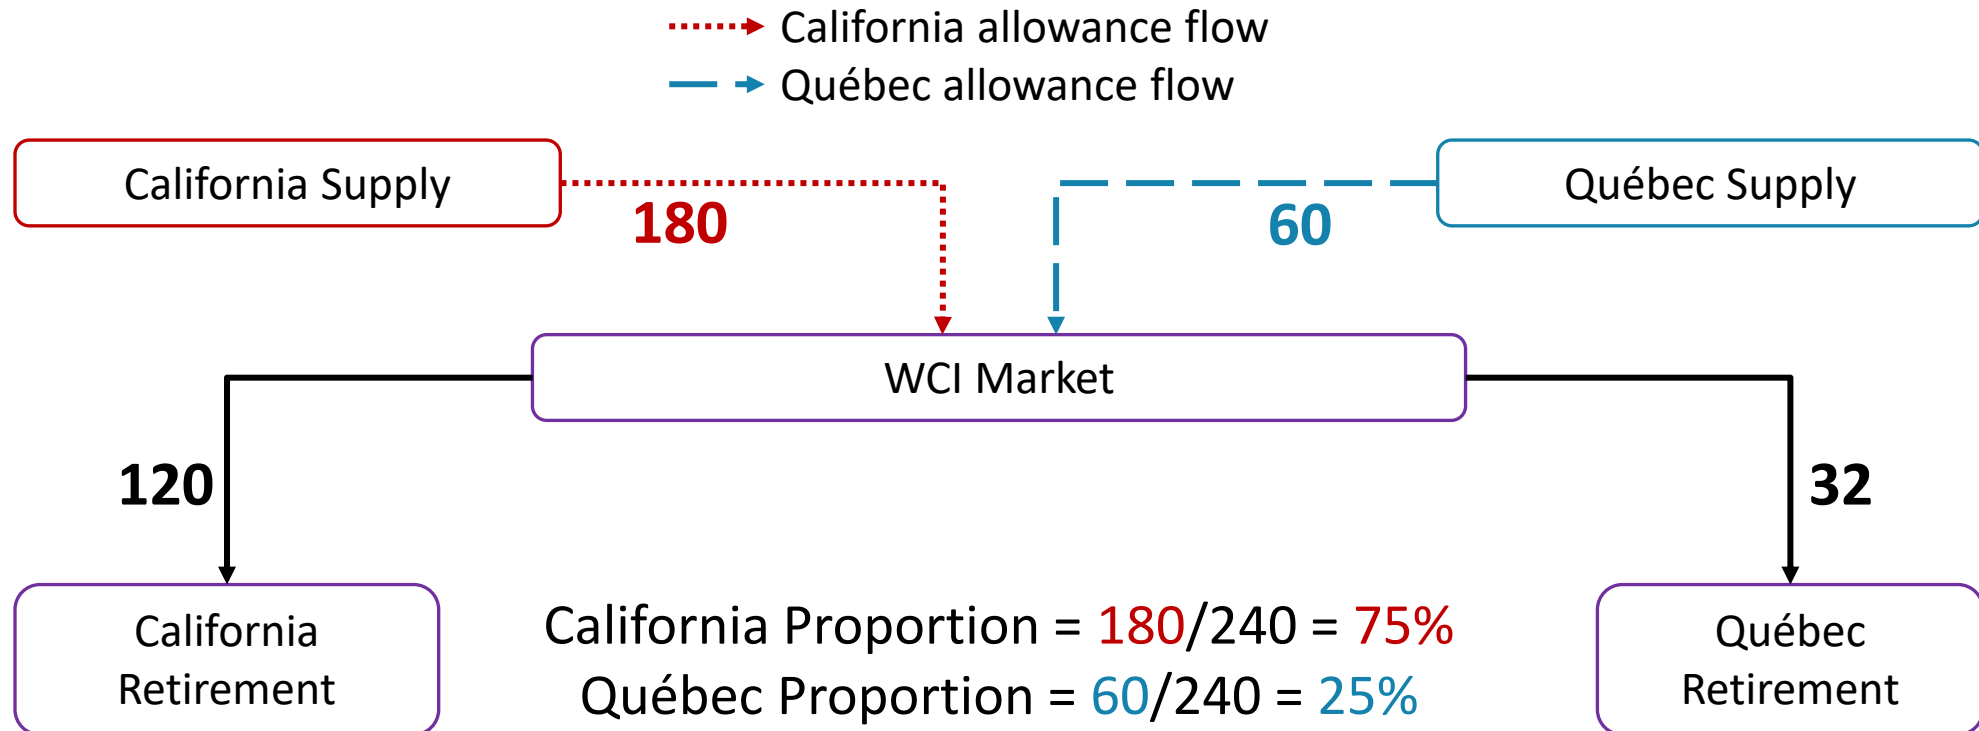 California allowance flow
Québec allowance flow
California Supply
180
60
Québec Supply
WCI Market
120
32
California
Retirement
California Proportion = 180/240 = 75%
Québec Proportion = 60/240 = 25%
Québec
Retirement